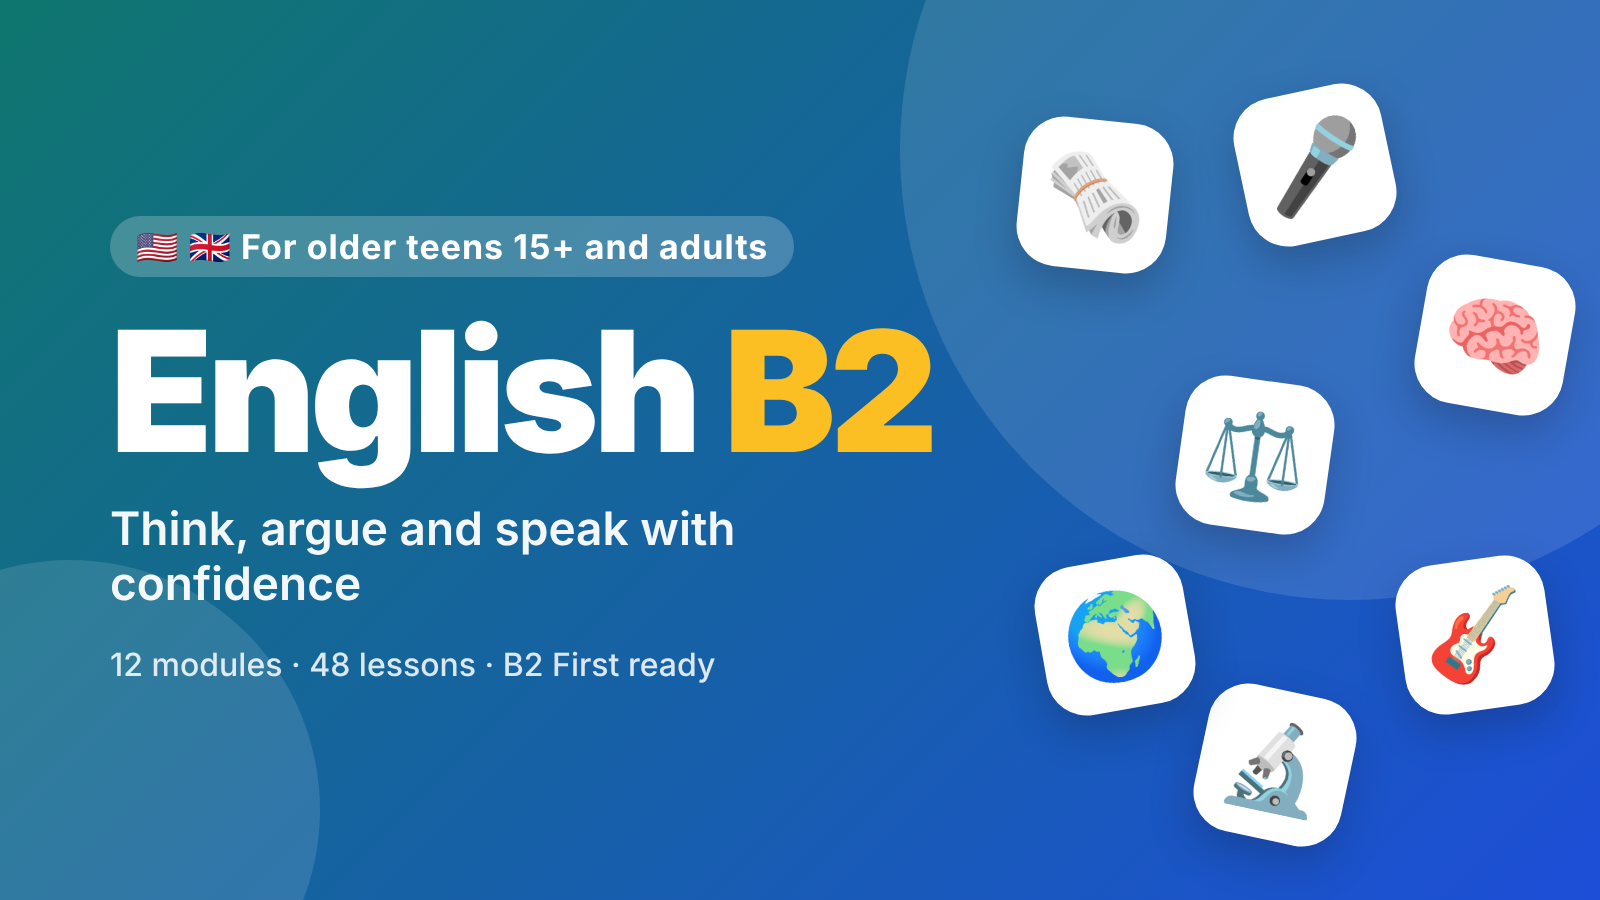 🇺🇸 🇬🇧 For older teens 15+ and adults
English B2
Think, argue and speak with
confidence
12 modules · 48 lessons · B2 First ready